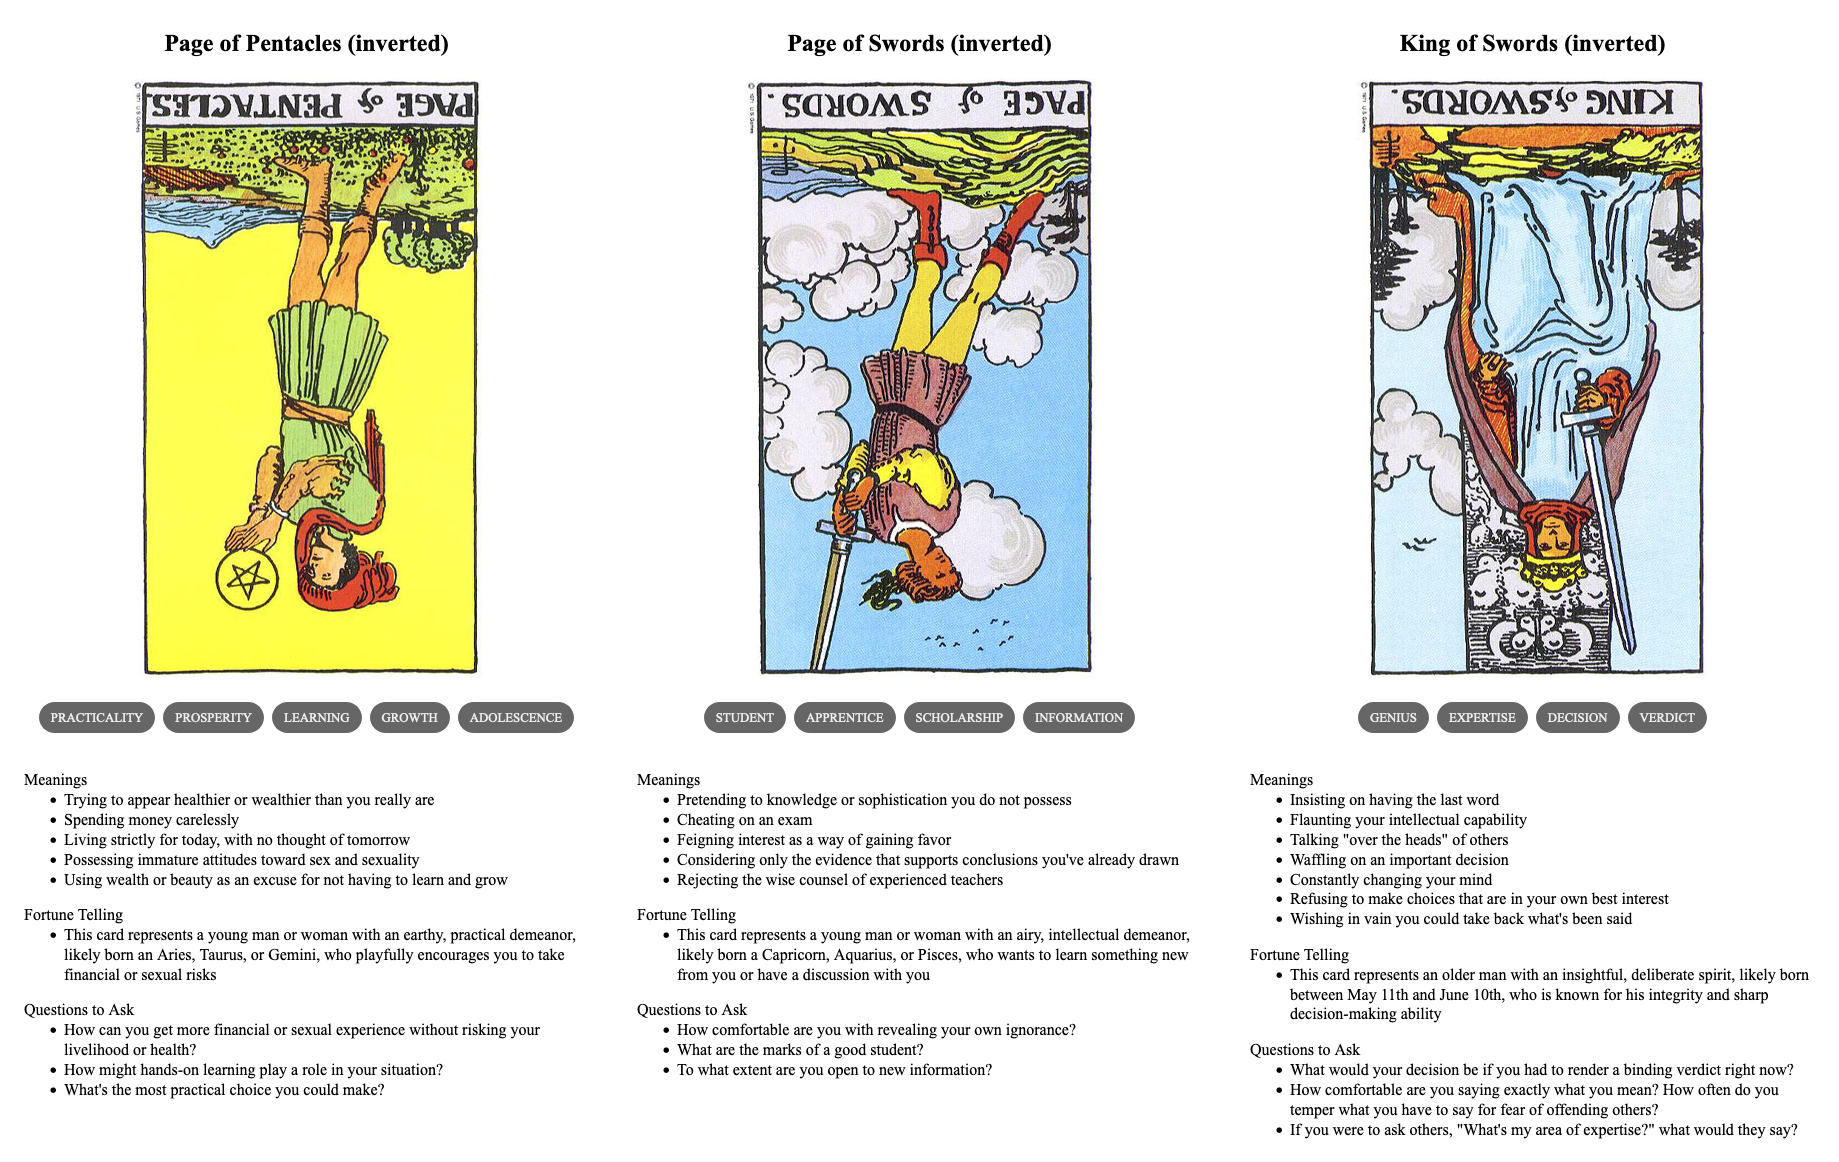 Page of Pentacles (inverted)
PAGE of PENTACLES.
© 1971 U.S. Games
PRACTICALITY PROSPERITY LEARNING GROWTH ADOLESCENCE
Meanings
• Trying to appear healthier or wealthier than you really are
• Spending money carelessly
• Living strictly for today, with no thought of tomorrow
• Possessing immature attitudes toward sex and sexuality
• Using wealth or beauty as an excuse for not having to learn and grow
Fortune Telling
• This card represents a young man or woman with an earthy, practical demeanor,
likely born an Aries, Taurus, or Gemini, who playfully encourages you to take
financial or sexual risks
Questions to Ask
• How can you get more financial or sexual experience without risking your
livelihood or health?
• How might hands-on learning play a role in your situation?
• What's the most practical choice you could make?
Page of Swords (inverted)
PAGE of SWORDS.
© 1971 U.S. Games
STUDENT APPRENTICE SCHOLARSHIP INFORMATION
Meanings
• Pretending to knowledge or sophistication you do not possess
• Cheating on an exam
• Feigning interest as a way of gaining favor
• Considering only the evidence that supports conclusions you've already drawn
• Rejecting the wise counsel of experienced teachers
Fortune Telling
• This card represents a young man or woman with an airy, intellectual demeanor,
likely born a Capricorn, Aquarius, or Pisces, who wants to learn something new
from you or have a discussion with you
Questions to Ask
• How comfortable are you with revealing your own ignorance?
• What are the marks of a good student?
• To what extent are you open to new information?
King of Swords (inverted)
KING of SWORDS.
© 1971 U.S. Games
GENIUS EXPERTISE DECISION VERDICT
Meanings
• Insisting on having the last word
• Flaunting your intellectual capability
• Talking "over the heads" of others
• Waffling on an important decision
• Constantly changing your mind
• Refusing to make choices that are in your own best interest
• Wishing in vain you could take back what's been said
Fortune Telling
• This card represents an older man with an insightful, deliberate spirit, likely born
between May 11th and June 10th, who is known for his integrity and sharp
decision-making ability
Questions to Ask
• What would your decision be if you had to render a binding verdict right now?
• How comfortable are you saying exactly what you mean? How often do you
temper what you have to say for fear of offending others?
• If you were to ask others, "What's my area of expertise?" what would they say?